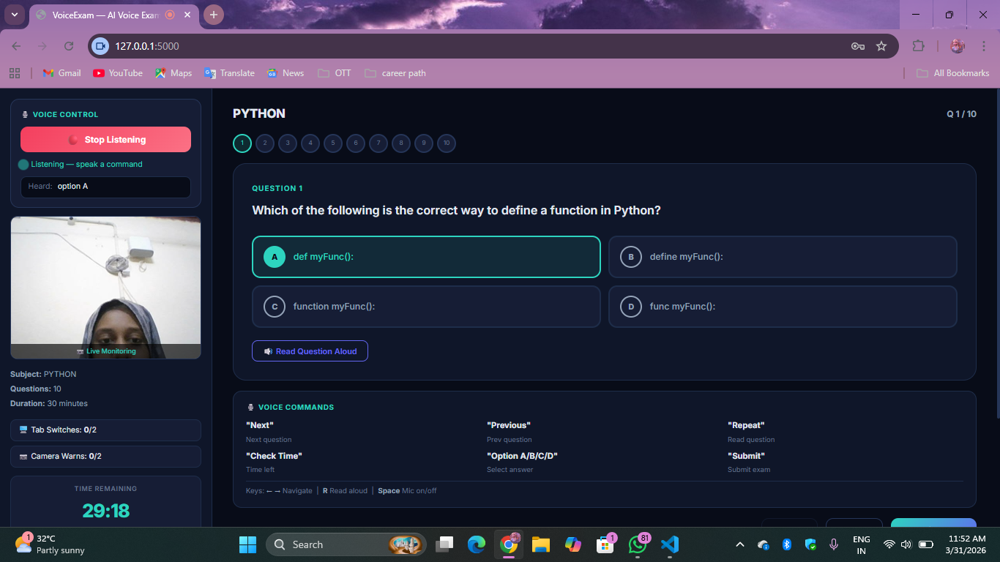 VoiceExam — AI Voice Exan
127.0.0.1:5000
Gmail
YouTube
Maps
Translate
News
OTT
career path
All Bookmarks
VOICE CONTROL
Stop Listening
Listening — speak a command
Heard: option A
Live Monitoring
Subject: PYTHON
Questions: 10
Duration: 30 minutes
Tab Switches: 0/2
Camera Warns: 0/2
TIME REMAINING
29:18
PYTHON
Q 1 / 10
1 2 3 4 5 6 7 8 9 10
QUESTION 1
Which of the following is the correct way to define a function in Python?
A def myFunc():
B define myFunc():
C function myFunc():
D func myFunc():
Read Question Aloud
VOICE COMMANDS
"Next"
Next question
"Previous"
Prev question
"Repeat"
Read question
"Check Time"
Time left
"Option A/B/C/D"
Select answer
"Submit"
Submit exam
Keys: ← → Navigate | R Read aloud | Space Mic on/off
1
32°C
Partly sunny
Search
1
81
ENG
IN
11:52 AM
3/31/2026